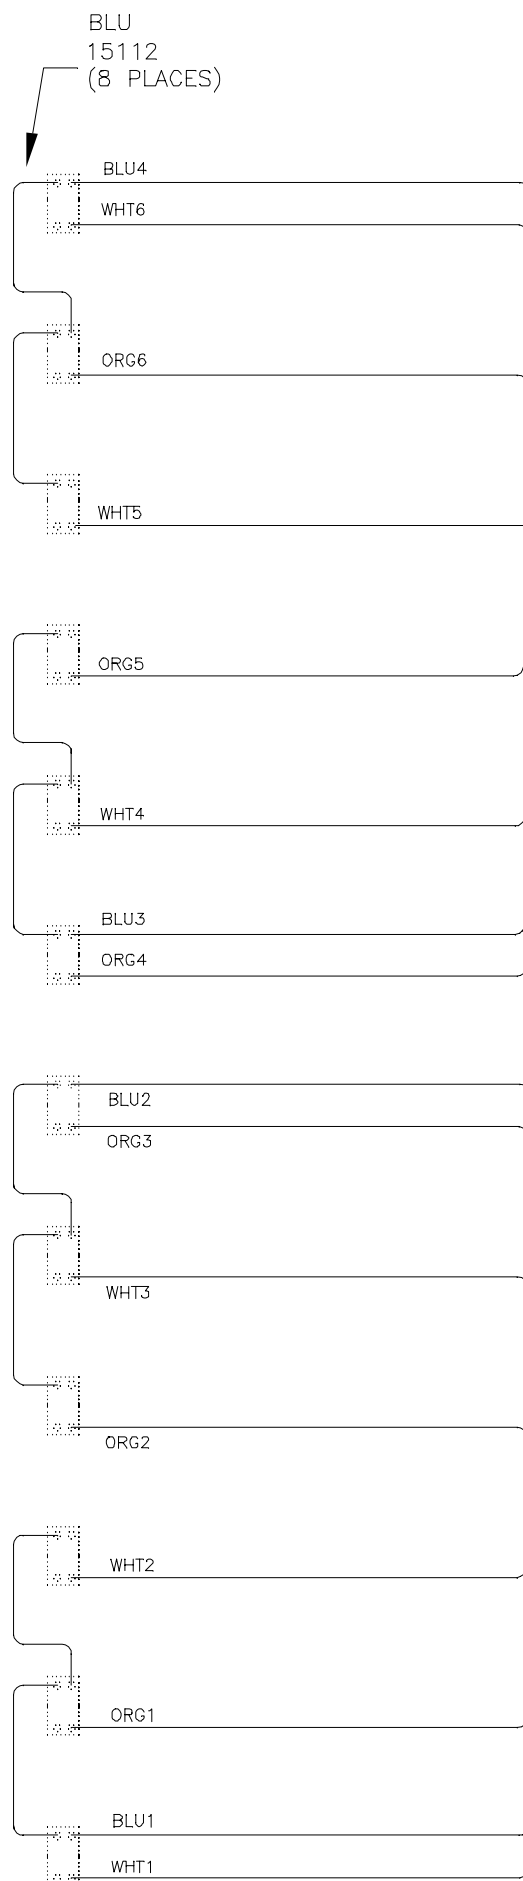 BLU
15112
(8 PLACES)
BLU4
WHT6
ORG6
WHT5
ORG5
WHT4
BLU3
ORG4
BLU2
ORG3
WHT3
ORG2
WHT2
ORG1
BLU1
WHT1